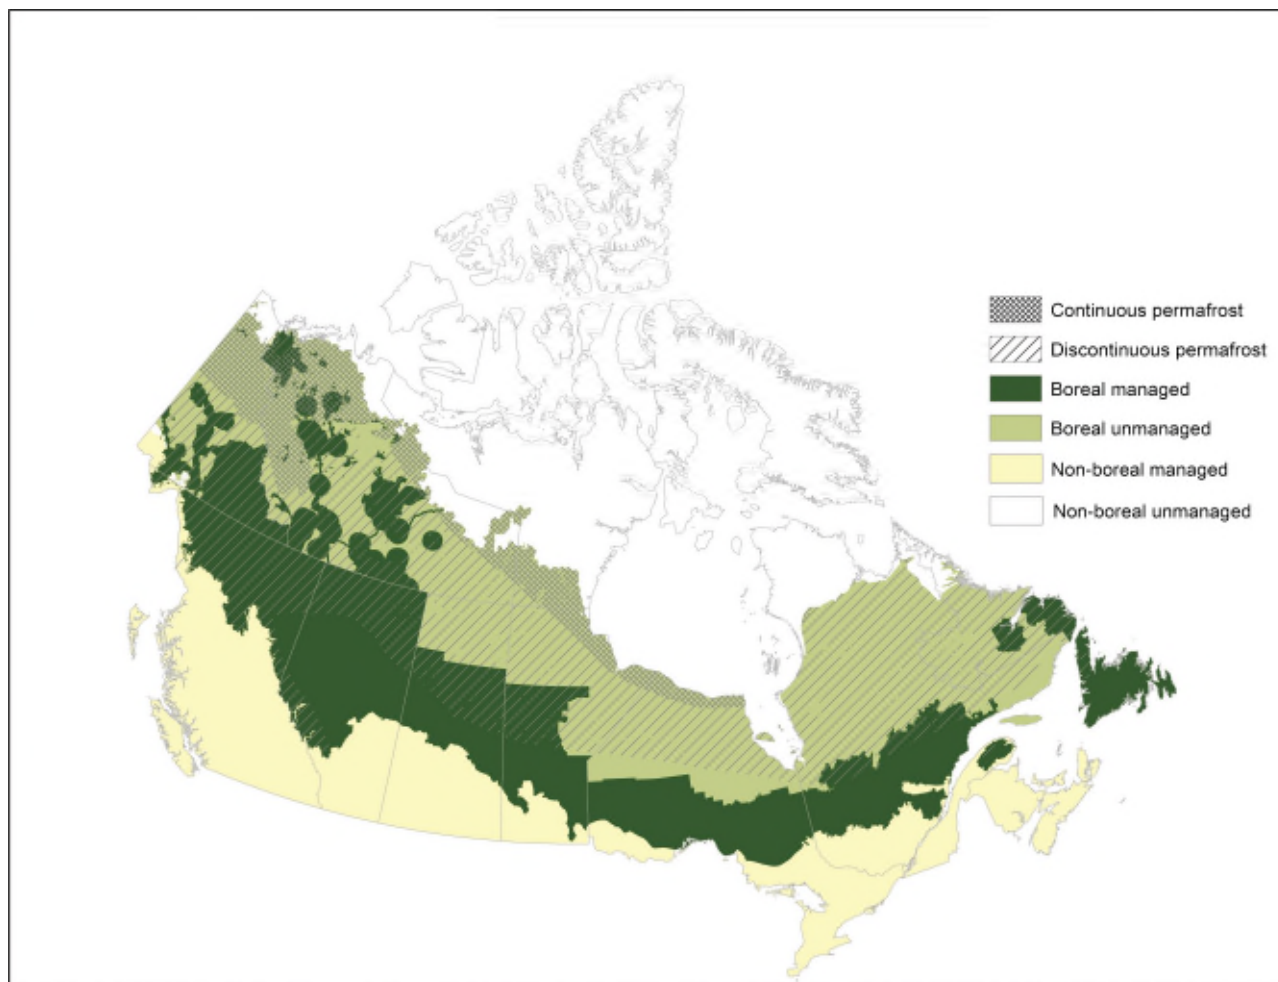 Continuous permafrost
Discontinuous permafrost
Boreal managed
Boreal unmanaged
Non-boreal managed
Non-boreal unmanaged